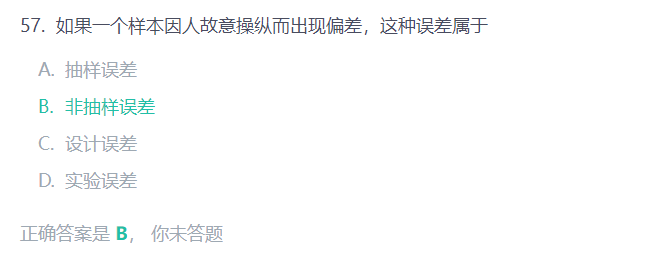 57. 如果一个样本因人故意操纵而出现偏差，这种误差属于
A. 抽样误差
B. 非抽样误差
C. 设计误差
D. 实验误差
正确答案是 B， 你未答题